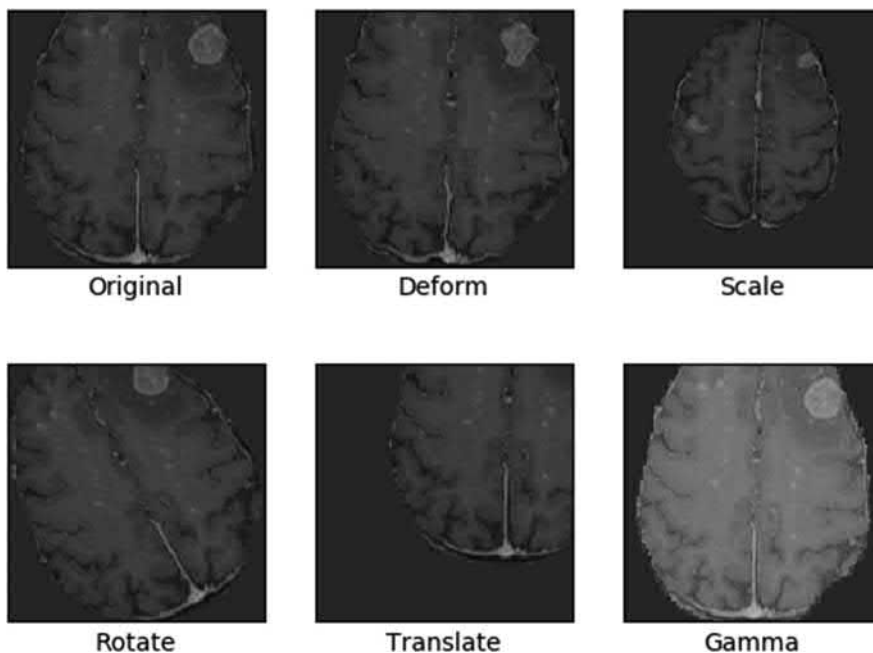 Original
Deform
Scale
Rotate
Translate
Gamma